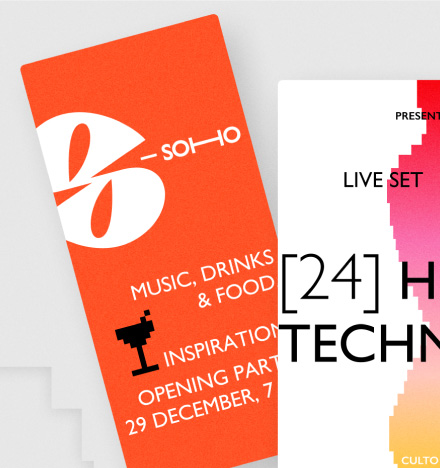 – SOHO
MUSIC, DRINKS
& FOOD
INSPIRATION
OPENING PART
29 DECEMBER, 7
PRESENT
LIVE SET
[24] H
TECHN
CULTO